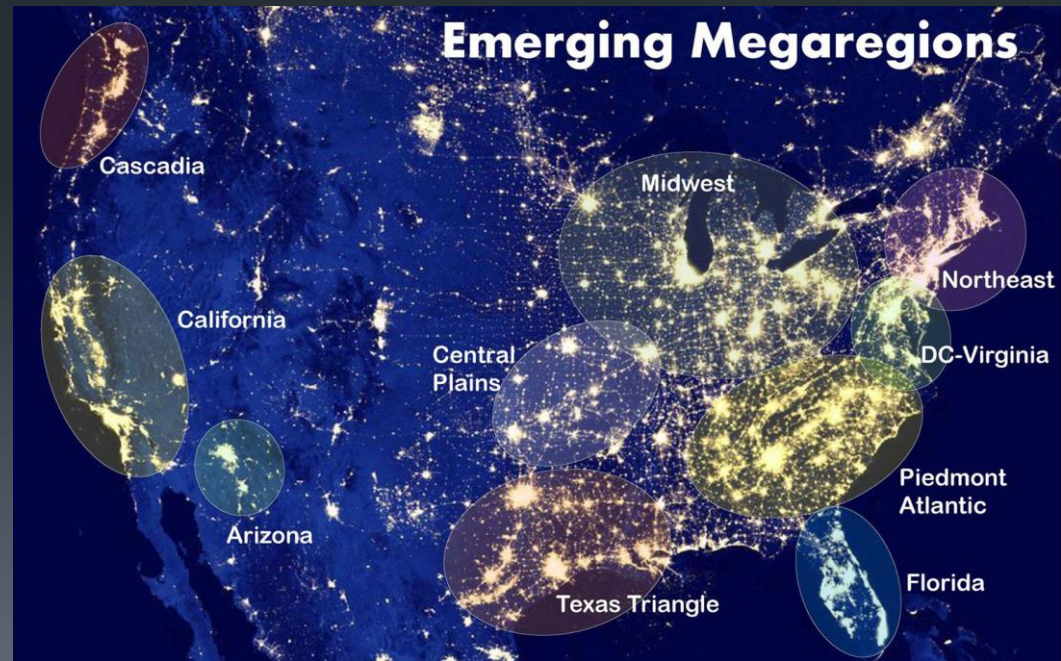 Emerging Megaregions
Cascadia
Midwest
Northeast
California
Central
Plains
DC-Virginia
Piedmont
Atlantic
Arizona
Florida
Texas Triangle